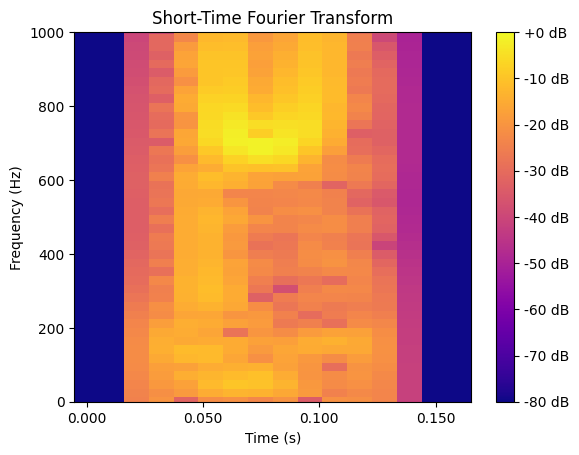 Short-Time Fourier Transform
Frequency (Hz)
1000
800
600
400
200
0
0.000
0.050
0.100
0.150
Time (s)
+0 dB
-10 dB
-20 dB
-30 dB
-40 dB
-50 dB
-60 dB
-70 dB
-80 dB